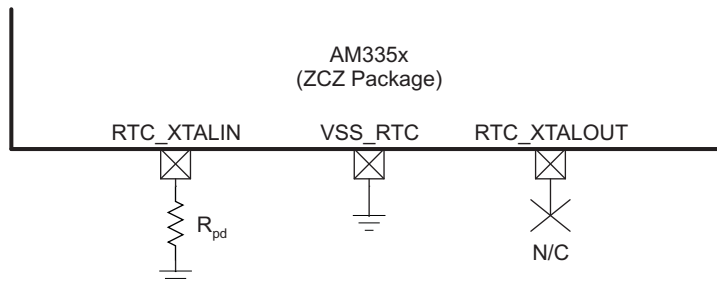 AM335x
(ZCZ Package)
RTC_XTALIN VSS_RTC RTC_XTALOUT
Rpd
N/C